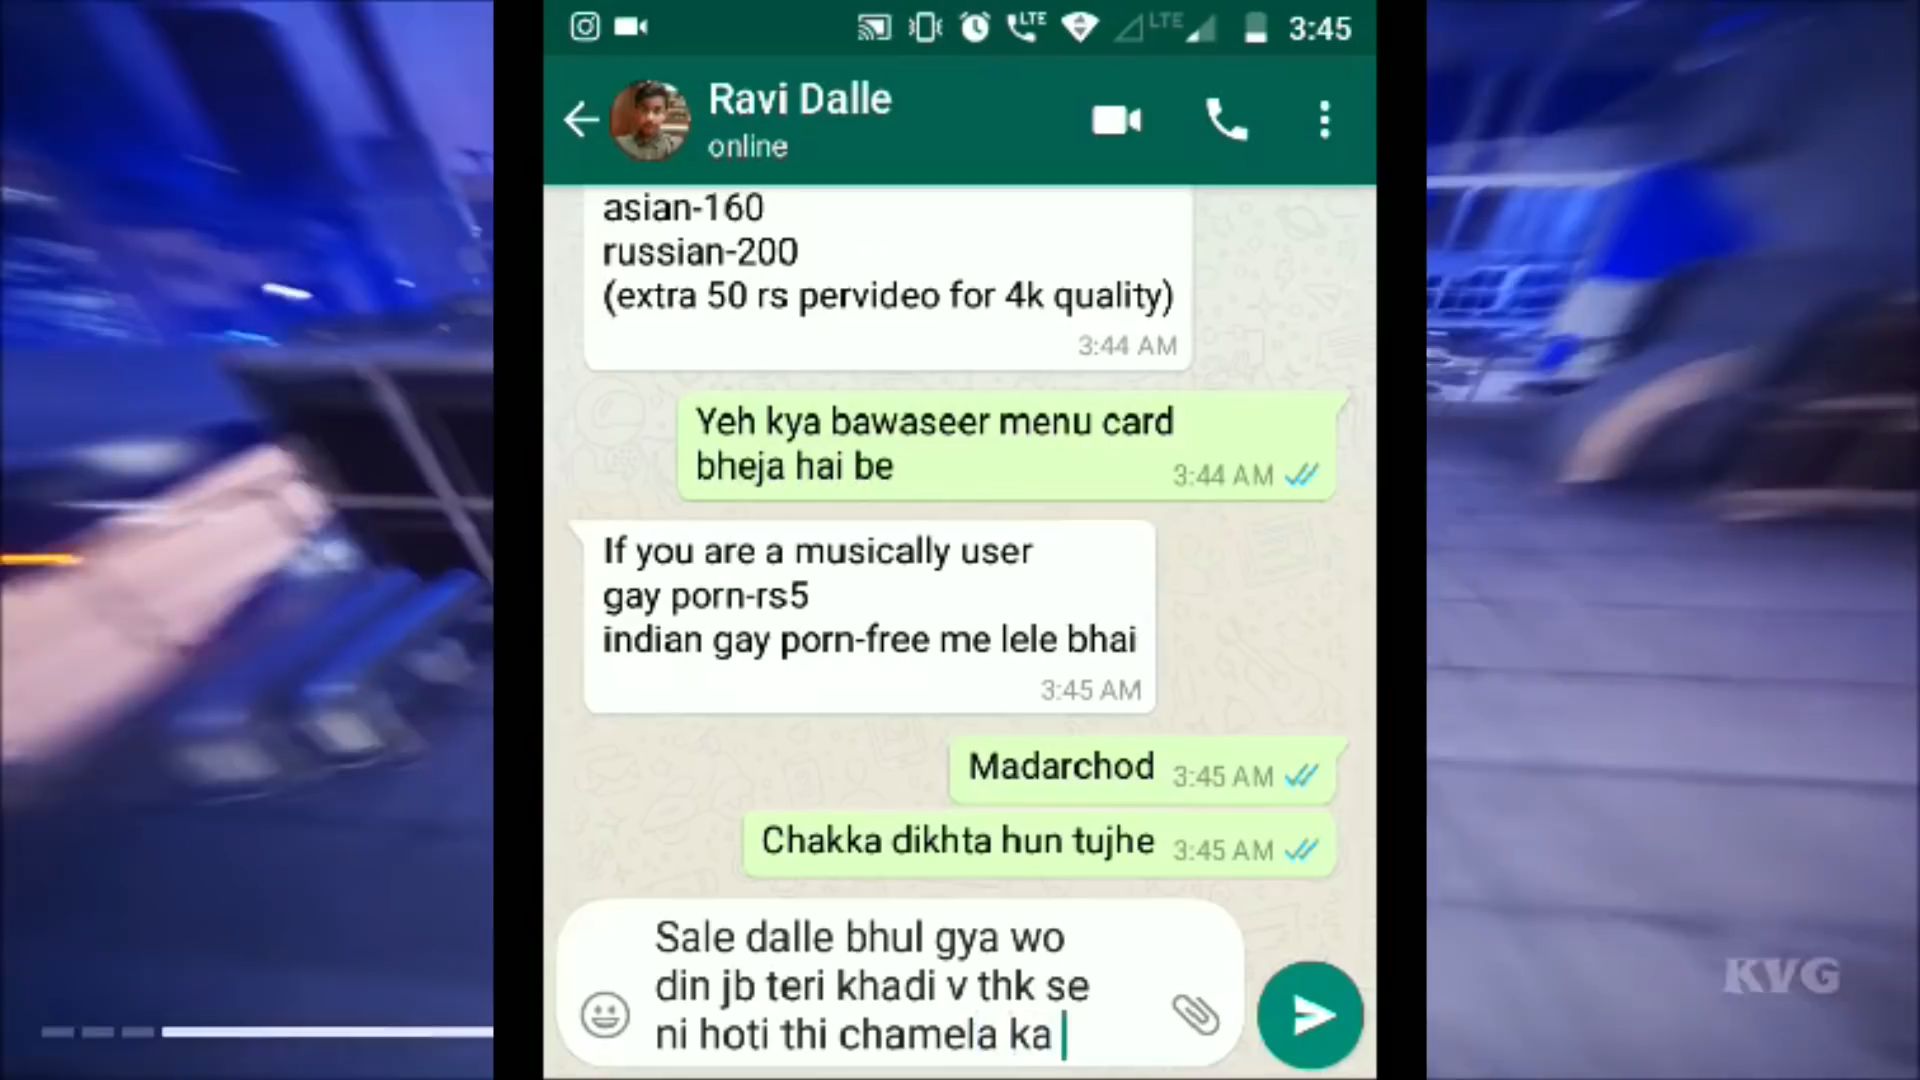 LTE LTE 3:45
Ravi Dalle
online
asian-160
russian-200
(extra 50 rs pervideo for 4k quality)
3:44 AM
Yeh kya bawaseer menu card
bheja hai be
3:44 AM
If you are a musically user
gay porn-rs5
indian gay porn-free me lele bhai
3:45 AM
Madarchod 3:45 AM
Chakka dikhta hun tujhe 3:45 AM
Sale dalle bhul gya wo
din jb teri khadi v thk se
ni hoti thi chamela ka
KVG